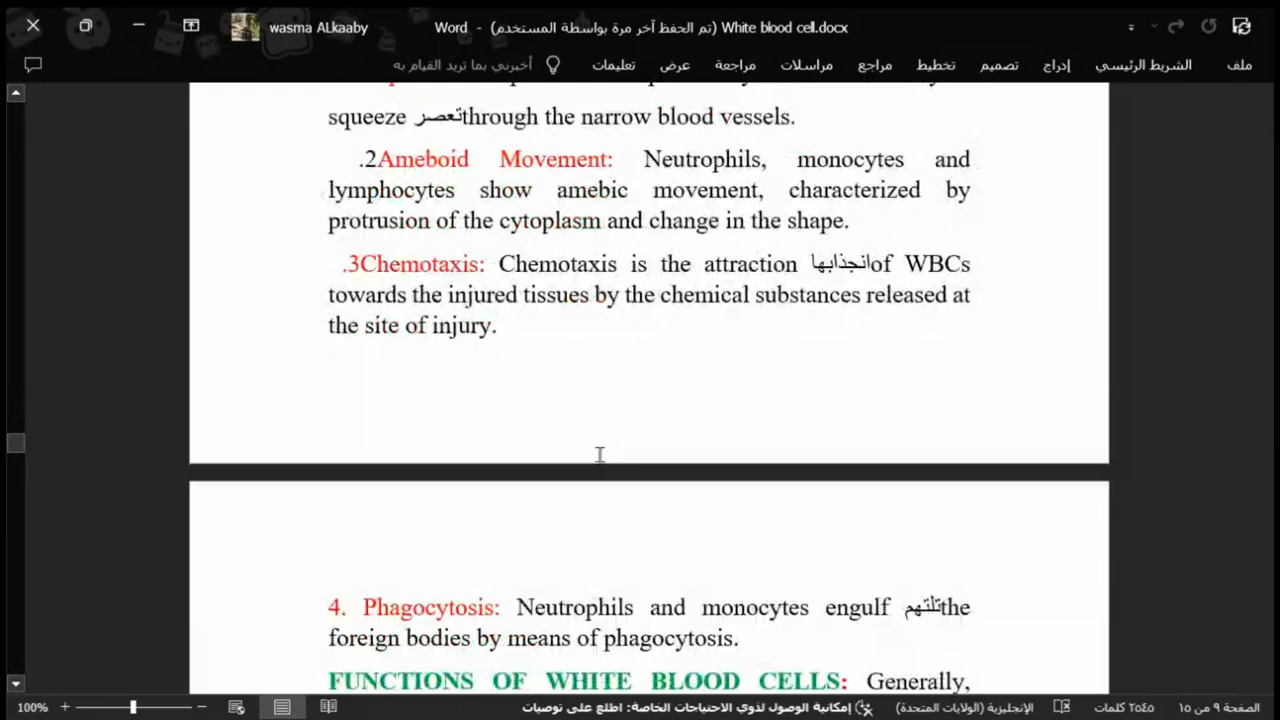 wasma ALkaaby
White blood cell.docx (تم الحفظ آخر مرة بواسطة المستخدم) - Word
ملف الشريط الرئيسي إدراج تصميم تخطيط مراجع مراسلات مراجعة عرض تعليمات أخبرني بما تريد القيام به
squeeze تعصر through the narrow blood vessels.
.2Ameboid Movement: Neutrophils, monocytes and
lymphocytes show amebic movement, characterized by
protrusion of the cytoplasm and change in the shape.
.3Chemotaxis: Chemotaxis is the attraction انجذابها of WBCs
towards the injured tissues by the chemical substances released at
the site of injury.
4. Phagocytosis: Neutrophils and monocytes engulf تلتهم the
foreign bodies by means of phagocytosis.
FUNCTIONS OF WHITE BLOOD CELLS: Generally,
الصفحة ٩ من ١٥ ٢٥٤٥ كلمات الإنجليزية (الولايات المتحدة) إمكانية الوصول لذوي الاحتياجات الخاصة: اطلع على توصيات 100%